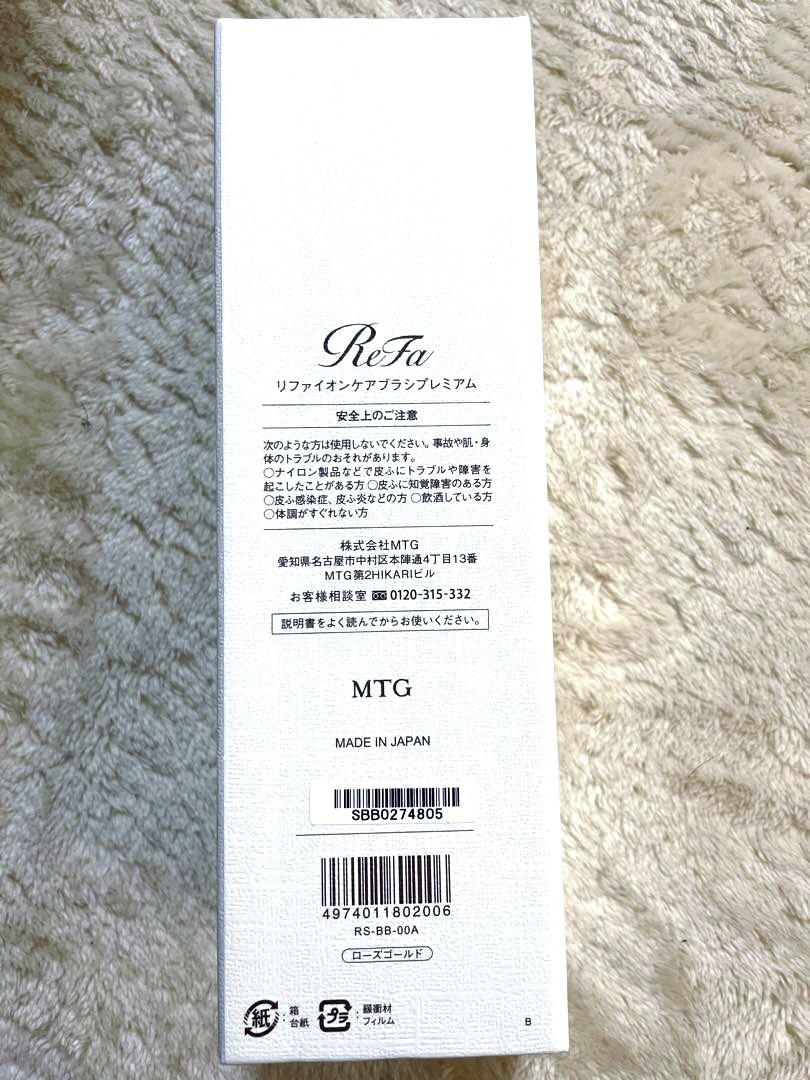 ReFa
リファイオンケアブラシプレミアム
安全上のご注意
次のような方は使用しないでください。事故や肌・身
体のトラブルのおそれがあります。
○ナイロン製品などで皮ふにトラブルや障害を
起こしたことがある方 ○皮ふに知覚障害のある方
○皮ふ感染症、皮ふ炎などの方 ○飲酒している方
○体調がすぐれない方
株式会社MTG
愛知県名古屋市中村区本陣通4丁目13番
MTG第2HIKARIビル
お客様相談室 0120-315-332
説明書をよく読んでからお使いください。
MTG
MADE IN JAPAN
SBB0274805
4974011802006
RS-BB-00A
ローズゴールド
紙 : 箱
台紙
プラ : 緩衝材
フィルム
B